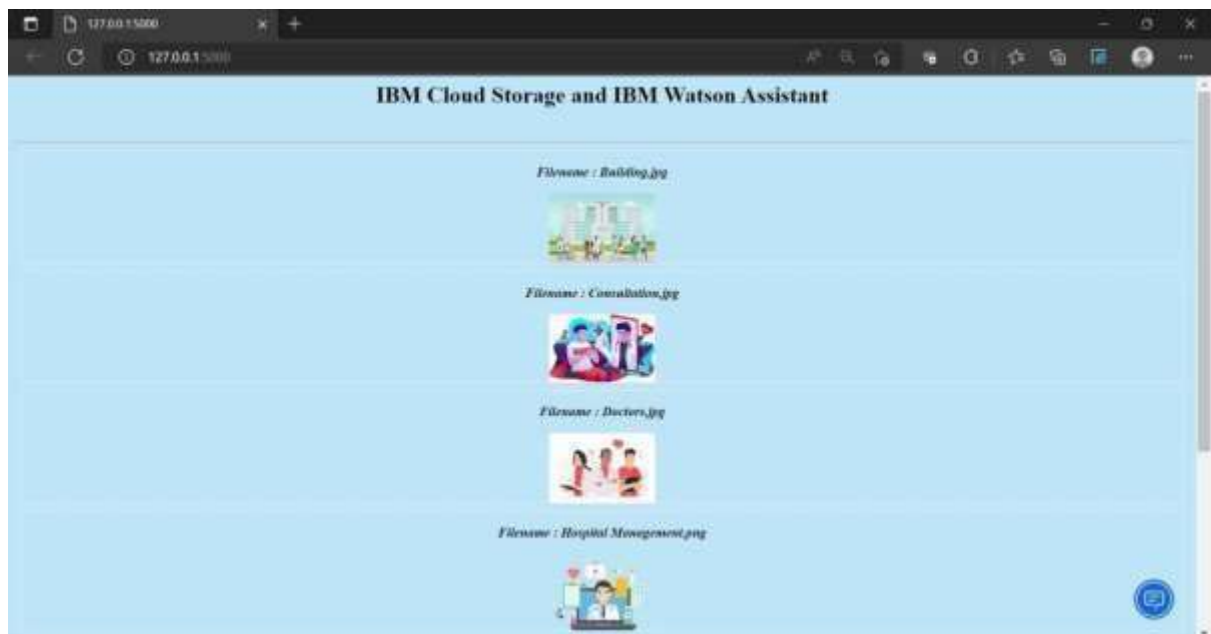 127.0.0.1:5000
127.0.0.1:5000
IBM Cloud Storage and IBM Watson Assistant
Filename : Building.jpg
Filename : Consultation.jpg
Filename : Doctors.jpg
Filename : Hospital Management.png